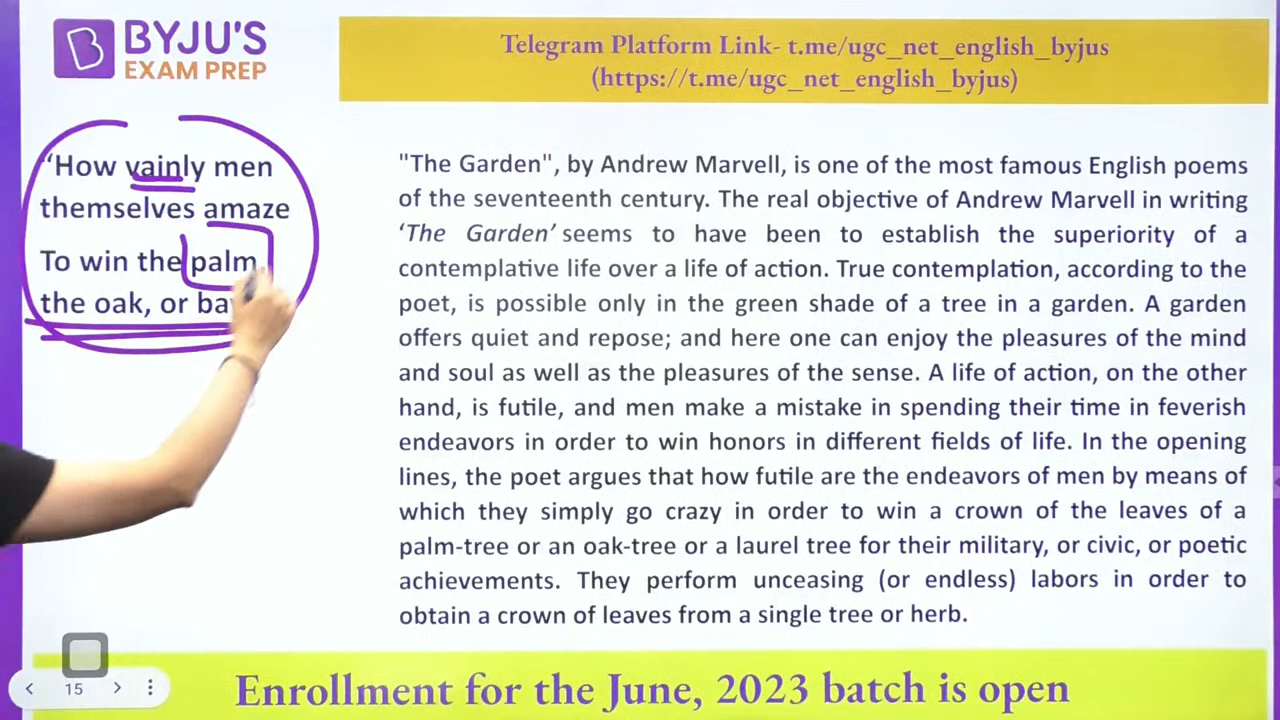 BYJU'S
EXAM PREP
Telegram Platform Link- t.me/ugc_net_english_byjus
(https://t.me/ugc_net_english_byjus)
‘How vainly men
themselves amaze
To win the palm,
the oak, or
"The Garden", by Andrew Marvell, is one of the most famous English poems
of the seventeenth century. The real objective of Andrew Marvell in writing
‘The Garden’ seems to have been to establish the superiority of a
contemplative life over a life of action. True contemplation, according to the
poet, is possible only in the green shade of a tree in a garden. A garden
offers quiet and repose; and here one can enjoy the pleasures of the mind
and soul as well as the pleasures of the sense. A life of action, on the other
hand, is futile, and men make a mistake in spending their time in feverish
endeavors in order to win honors in different fields of life. In the opening
lines, the poet argues that how futile are the endeavors of men by means of
which they simply go crazy in order to win a crown of the leaves of a
palm-tree or an oak-tree or a laurel tree for their military, or civic, or poetic
achievements. They perform unceasing (or endless) labors in order to
obtain a crown of leaves from a single tree or herb.
15
Enrollment for the June, 2023 batch is open